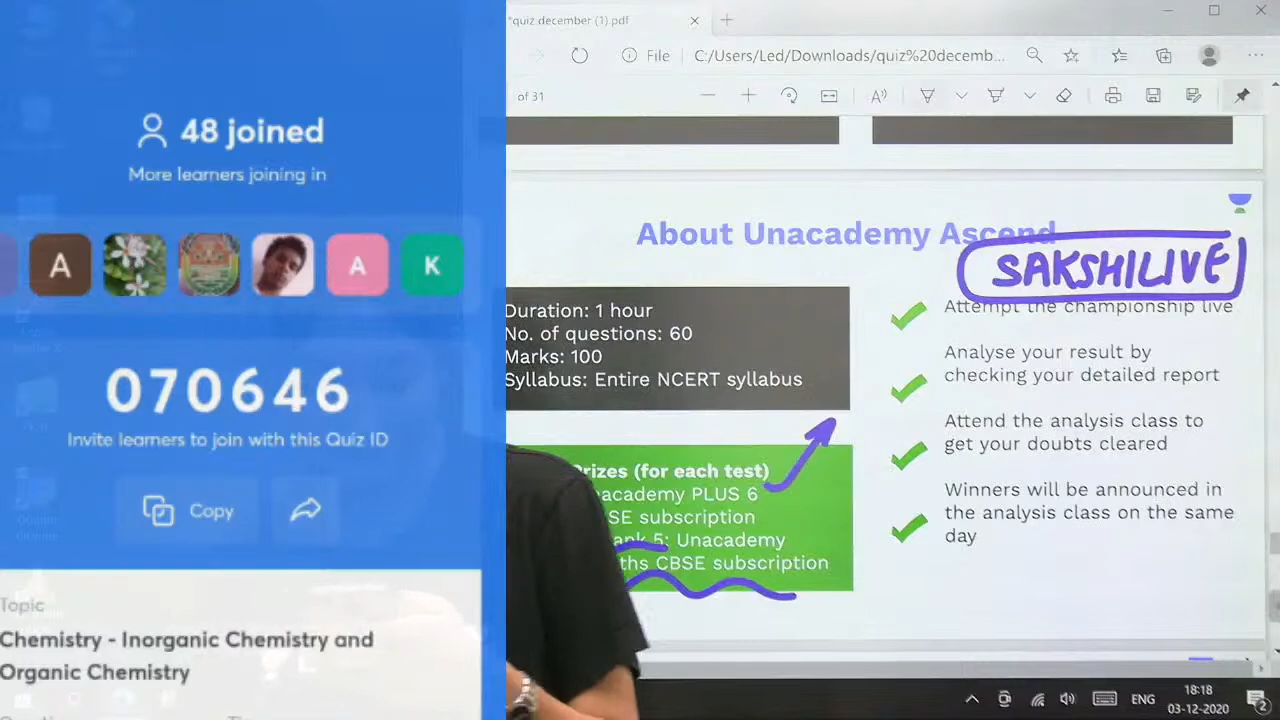 48 joined
More learners joining in
A
A
K
070646
Invite learners to join with this Quiz ID
Copy
Topic
Chemistry - Inorganic Chemistry and
Organic Chemistry
*quiz december (1).pdf
File
C:/Users/Led/Downloads/quiz%20decemb...
of 31
About Unacademy Ascend
SAKSHILIVE
Duration: 1 hour
No. of questions: 60
Marks: 100
Syllabus: Entire NCERT syllabus
Prizes (for each test)
PLUS 6
subscription
5: Unacademy
CBSE subscription
Attempt the championship live
Analyse your result by
checking your detailed report
Attend the analysis class to
get your doubts cleared
Winners will be announced in
the analysis class on the same
day
ENG
18:18
03-12-2020
2